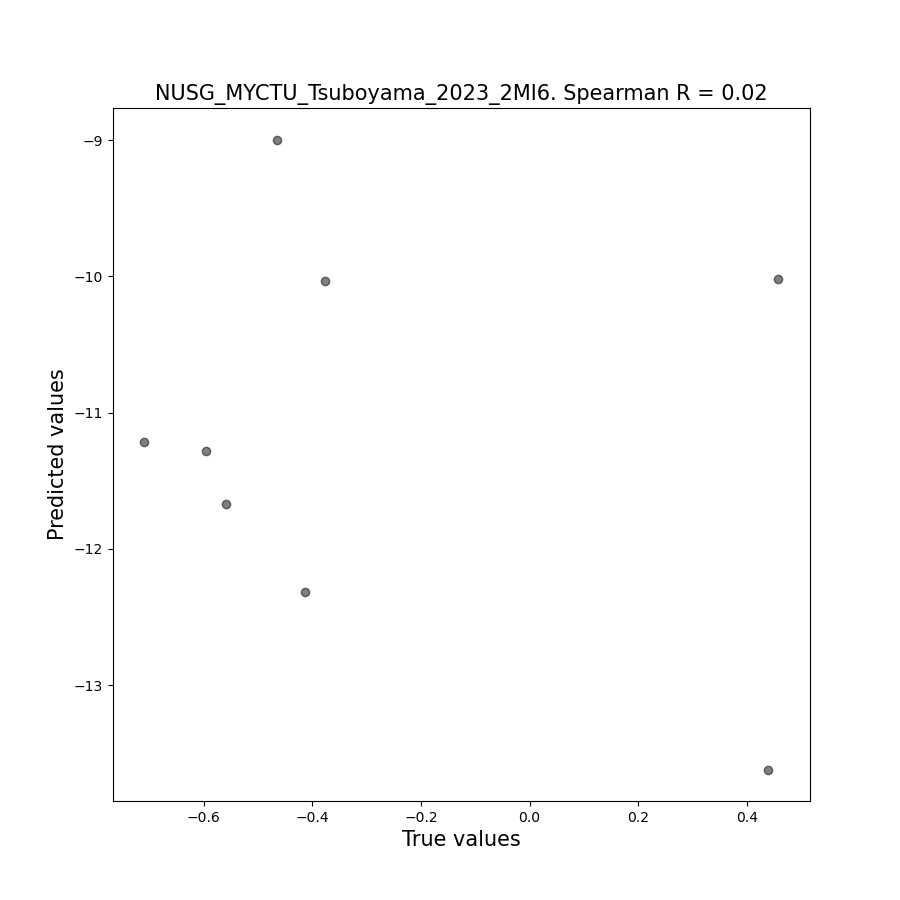 NUSG_MYCTU_Tsuboyama_2023_2MI6. Spearman R = 0.02
Predicted values
−9
−10
−11
−12
−13
−0.6 −0.4 −0.2 0.0 0.2 0.4
True values